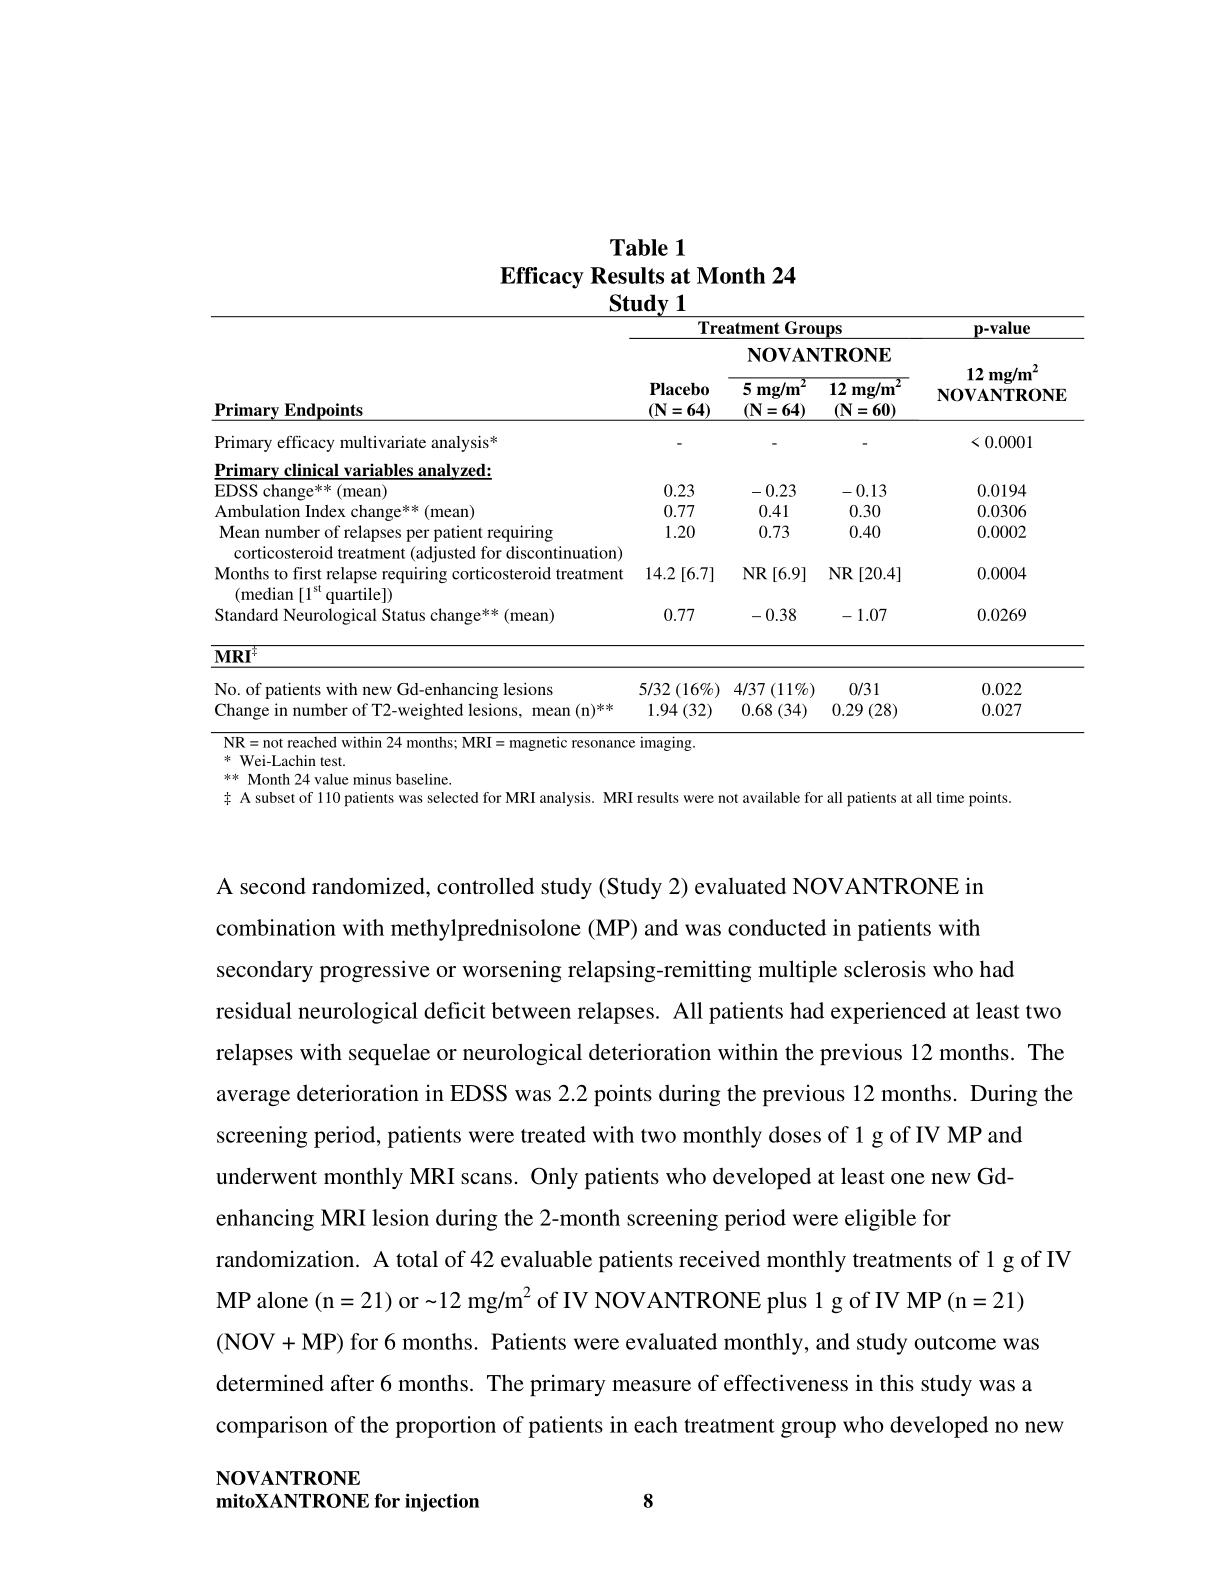 Table 1
Efficacy Results at Month 24
Study 1
Treatment Groups p-value
NOVANTRONE
Primary Endpoints Placebo (N = 64) 5 mg/m² (N = 64) 12 mg/m² (N = 60) 12 mg/m² NOVANTRONE
Primary efficacy multivariate analysis* - - - < 0.0001
Primary clinical variables analyzed:
EDSS change** (mean) 0.23 – 0.23 – 0.13 0.0194
Ambulation Index change** (mean) 0.77 0.41 0.30 0.0306
Mean number of relapses per patient requiring 1.20 0.73 0.40 0.0002
corticosteroid treatment (adjusted for discontinuation)
Months to first relapse requiring corticosteroid treatment 14.2 [6.7] NR [6.9] NR [20.4] 0.0004
(median [1st quartile])
Standard Neurological Status change** (mean) 0.77 – 0.38 – 1.07 0.0269
MRI‡
No. of patients with new Gd-enhancing lesions 5/32 (16%) 4/37 (11%) 0/31 0.022
Change in number of T2-weighted lesions, mean (n)** 1.94 (32) 0.68 (34) 0.29 (28) 0.027
NR = not reached within 24 months; MRI = magnetic resonance imaging.
* Wei-Lachin test.
** Month 24 value minus baseline.
‡ A subset of 110 patients was selected for MRI analysis. MRI results were not available for all patients at all time points.
A second randomized, controlled study (Study 2) evaluated NOVANTRONE in
combination with methylprednisolone (MP) and was conducted in patients with
secondary progressive or worsening relapsing-remitting multiple sclerosis who had
residual neurological deficit between relapses. All patients had experienced at least two
relapses with sequelae or neurological deterioration within the previous 12 months. The
average deterioration in EDSS was 2.2 points during the previous 12 months. During the
screening period, patients were treated with two monthly doses of 1 g of IV MP and
underwent monthly MRI scans. Only patients who developed at least one new Gd-
enhancing MRI lesion during the 2-month screening period were eligible for
randomization. A total of 42 evaluable patients received monthly treatments of 1 g of IV
MP alone (n = 21) or ~12 mg/m² of IV NOVANTRONE plus 1 g of IV MP (n = 21)
(NOV + MP) for 6 months. Patients were evaluated monthly, and study outcome was
determined after 6 months. The primary measure of effectiveness in this study was a
comparison of the proportion of patients in each treatment group who developed no new
NOVANTRONE
mitoXANTRONE for injection 8